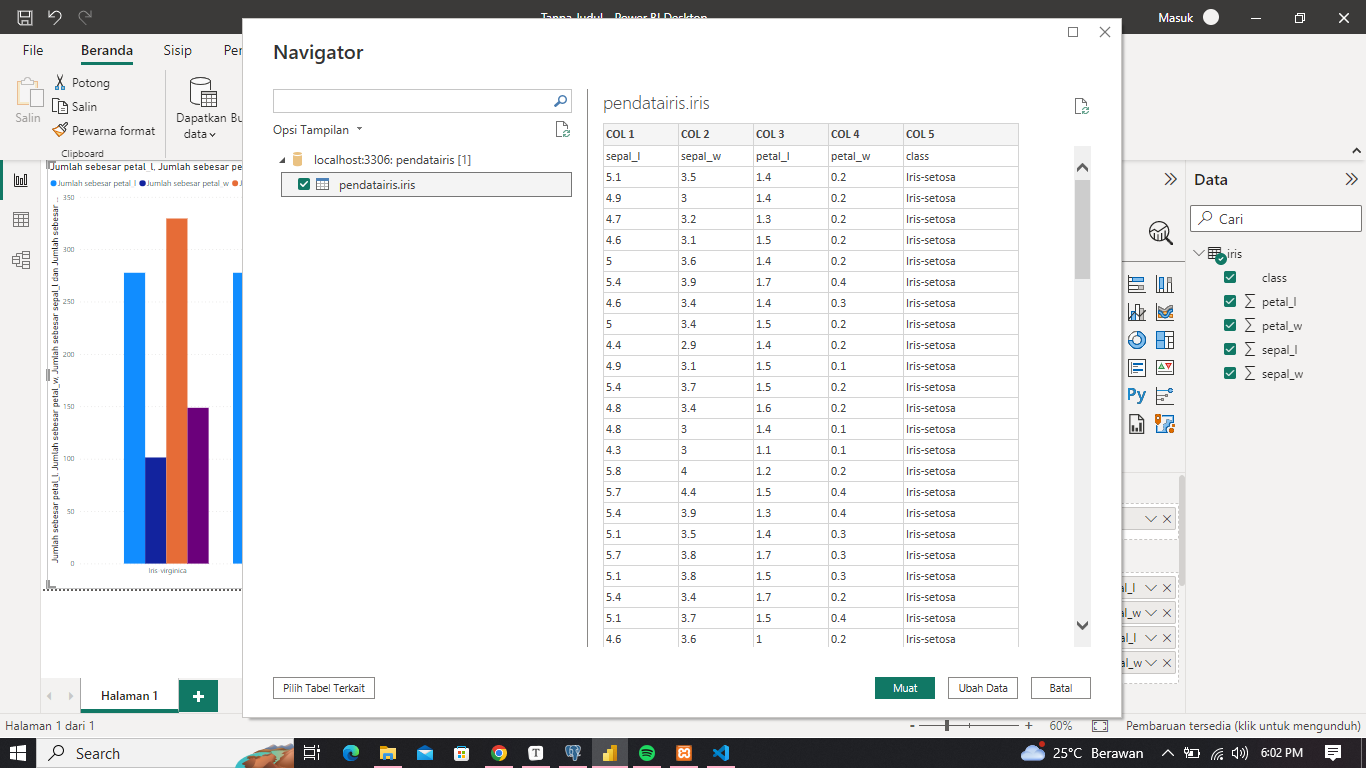 Tanpa Judul - Power BI Desktop
Masuk
File
Beranda
Sisip
Salin
Potong
Salin
Pewarna format
Clipboard
Dapatkan
data
Navigator
Opsi Tampilan
localhost:3306: pendatairis [1]
pendatairis.iris
pendatairis.iris
COL 1 COL 2 COL 3 COL 4 COL 5
sepal_l sepal_w petal_l petal_w class
5.1 3.5 1.4 0.2 Iris-setosa
4.9 3 1.4 0.2 Iris-setosa
4.7 3.2 1.3 0.2 Iris-setosa
4.6 3.1 1.5 0.2 Iris-setosa
5 3.6 1.4 0.2 Iris-setosa
5.4 3.9 1.7 0.4 Iris-setosa
4.6 3.4 1.4 0.3 Iris-setosa
5 3.4 1.5 0.2 Iris-setosa
4.4 2.9 1.4 0.2 Iris-setosa
4.9 3.1 1.5 0.1 Iris-setosa
5.4 3.7 1.5 0.2 Iris-setosa
4.8 3.4 1.6 0.2 Iris-setosa
4.8 3 1.4 0.1 Iris-setosa
4.3 3 1.1 0.1 Iris-setosa
5.8 4 1.2 0.2 Iris-setosa
5.7 4.4 1.5 0.4 Iris-setosa
5.4 3.9 1.3 0.4 Iris-setosa
5.1 3.5 1.4 0.3 Iris-setosa
5.7 3.8 1.7 0.3 Iris-setosa
5.1 3.8 1.5 0.3 Iris-setosa
5.4 3.4 1.7 0.2 Iris-setosa
5.1 3.7 1.5 0.4 Iris-setosa
4.6 3.6 1 0.2 Iris-setosa
Pilih Tabel Terkait
Muat
Ubah Data
Batal
Jumlah sebesar petal_l, Jumlah sebesar pe
Jumlah sebesar petal_l Jumlah sebesar petal_w
Jumlah sebesar petal_l, Jumlah sebesar petal_w, Jumlah sebesar sepal_l dan Jumlah sebesar
350
300
250
200
150
100
50
0
Iris-virginica
Data
Cari
iris
class
petal_l
petal_w
sepal_l
sepal_w
Py
al_l
al_w
al_l
al_w
Halaman 1
Halaman 1 dari 1
- + 60%
Pembaruan tersedia (klik untuk mengunduh)
Search
25°C Berawan
6:02 PM